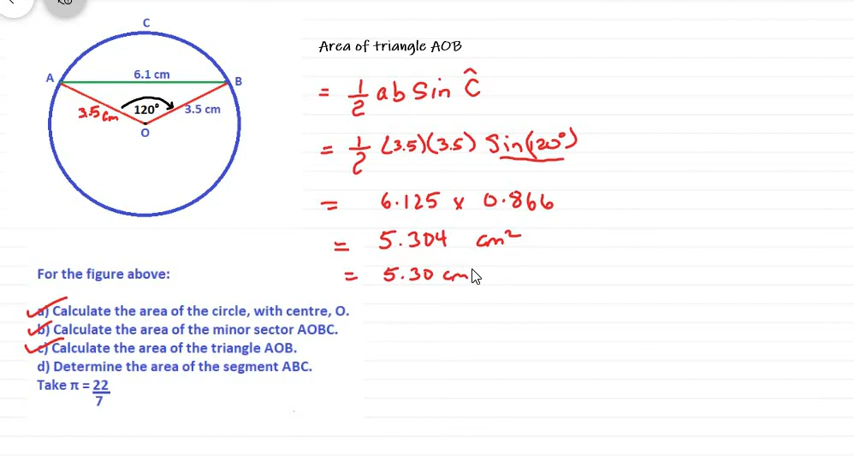 C
Area of triangle AOB
A
6.1 cm
B
3.5 cm
120°
3.5 cm
O
= 1/2 ab Sin Ĉ
= 1/2 (3.5)(3.5) Sin(120°)
= 6.125 x 0.866
= 5.304 cm²
= 5.30 cm
For the figure above:
a) Calculate the area of the circle, with centre, O.
b) Calculate the area of the minor sector AOBC.
c) Calculate the area of the triangle AOB.
d) Determine the area of the segment ABC.
Take π = 22
7